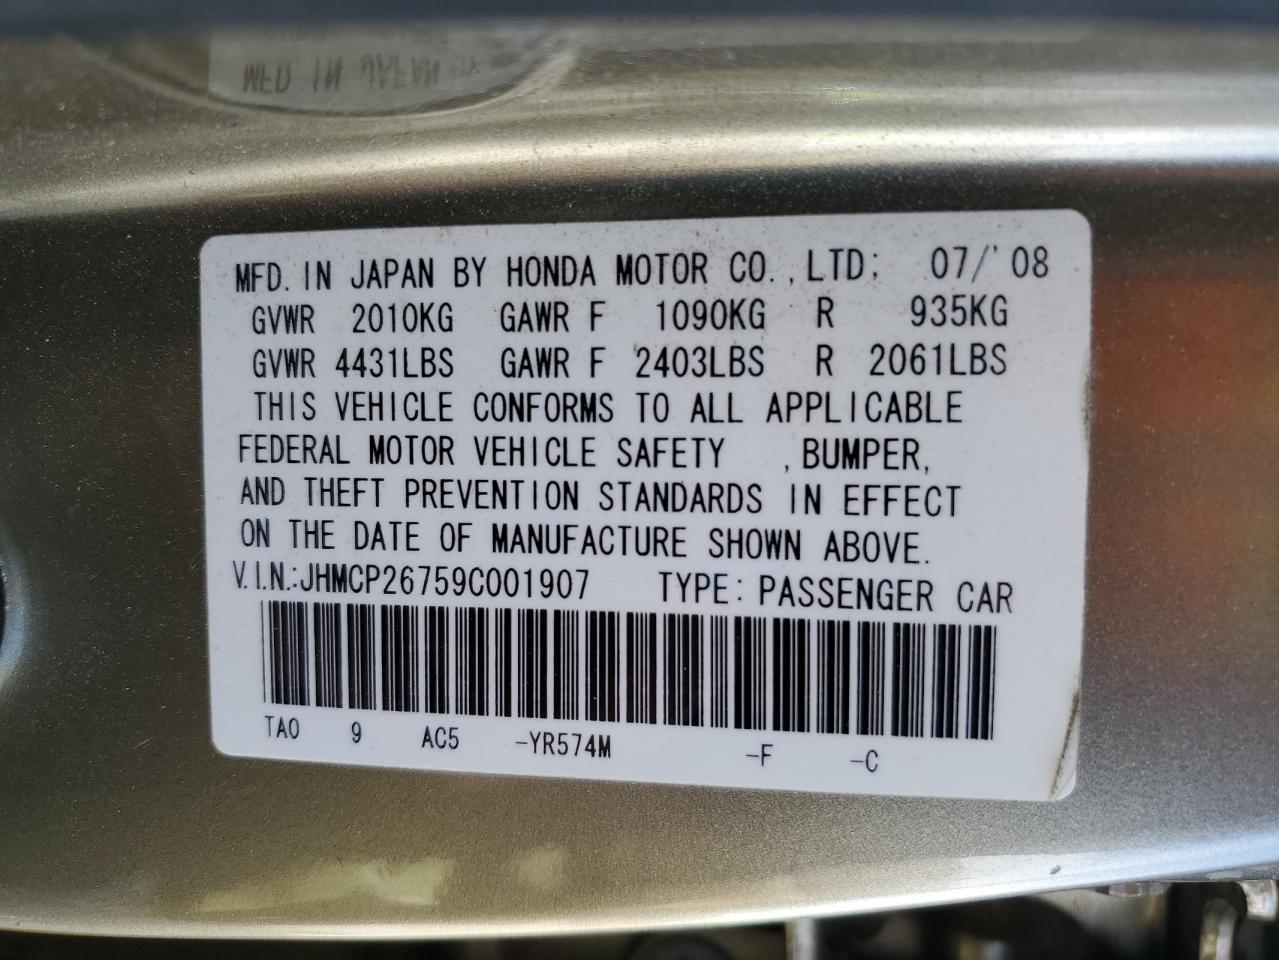 MFD. IN JAPAN BY HONDA MOTOR CO., LTD; 07/'08
GVWR 2010KG GAWR F 1090KG R 935KG
GVWR 4431LBS GAWR F 2403LBS R 2061LBS
THIS VEHICLE CONFORMS TO ALL APPLICABLE
FEDERAL MOTOR VEHICLE SAFETY , BUMPER,
AND THEFT PREVENTION STANDARDS IN EFFECT
ON THE DATE OF MANUFACTURE SHOWN ABOVE.
V.I.N.:JHMCP26759C001907 TYPE: PASSENGER CAR
TA0 9 AC5 -YR574M -F -C